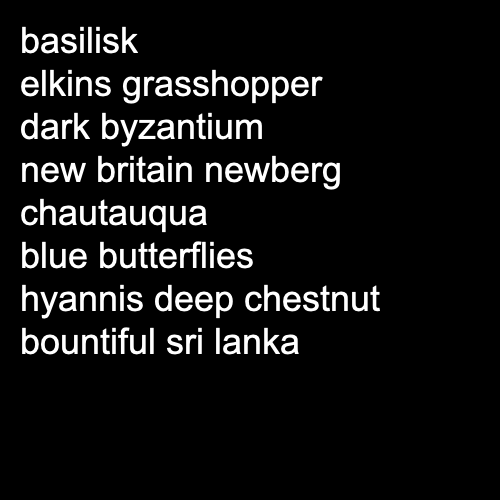 basilisk
elkins grasshopper
dark byzantium
new britain newberg
chautauqua
blue butterflies
hyannis deep chestnut
bountiful sri lanka